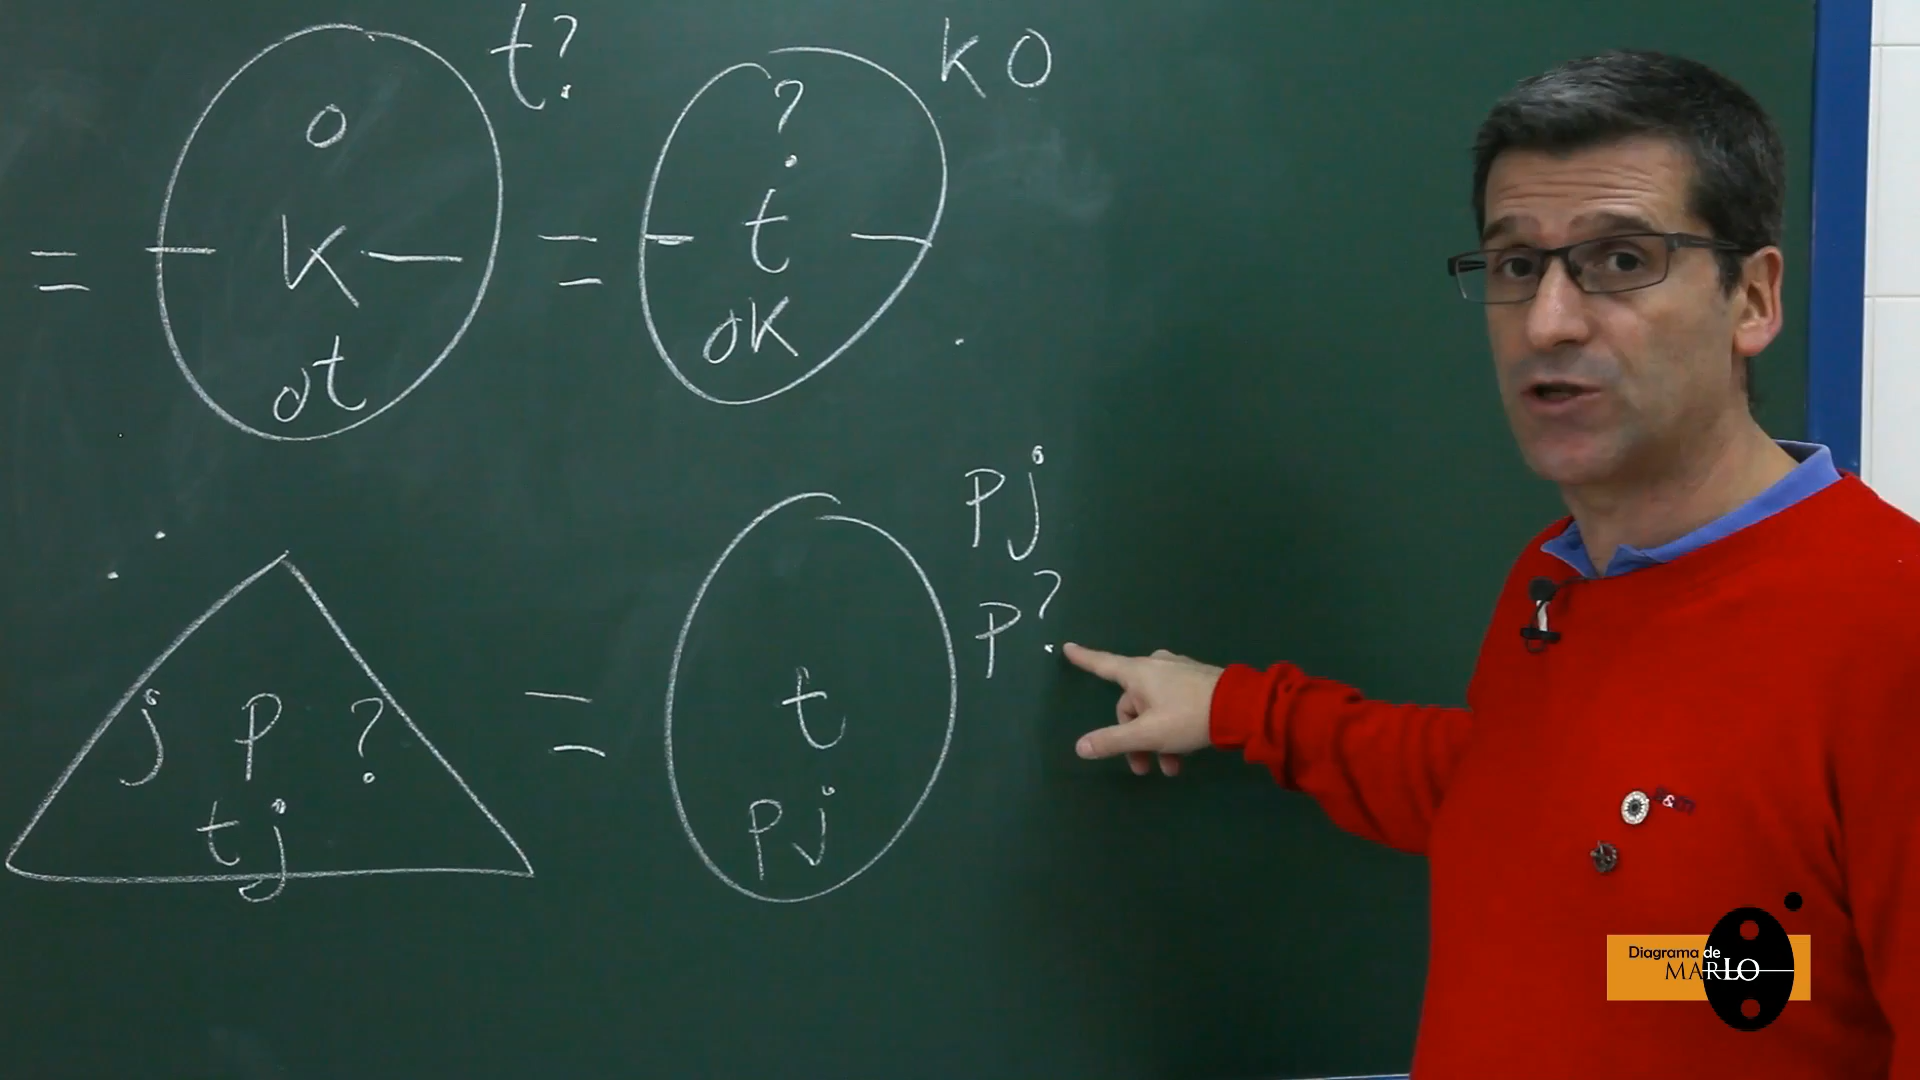 t?
o
= – K –
ot
KO
?
= – t –
oK
j P ?
tj
=
t
Pj
Pj
P?
Diagrama de
MARLO